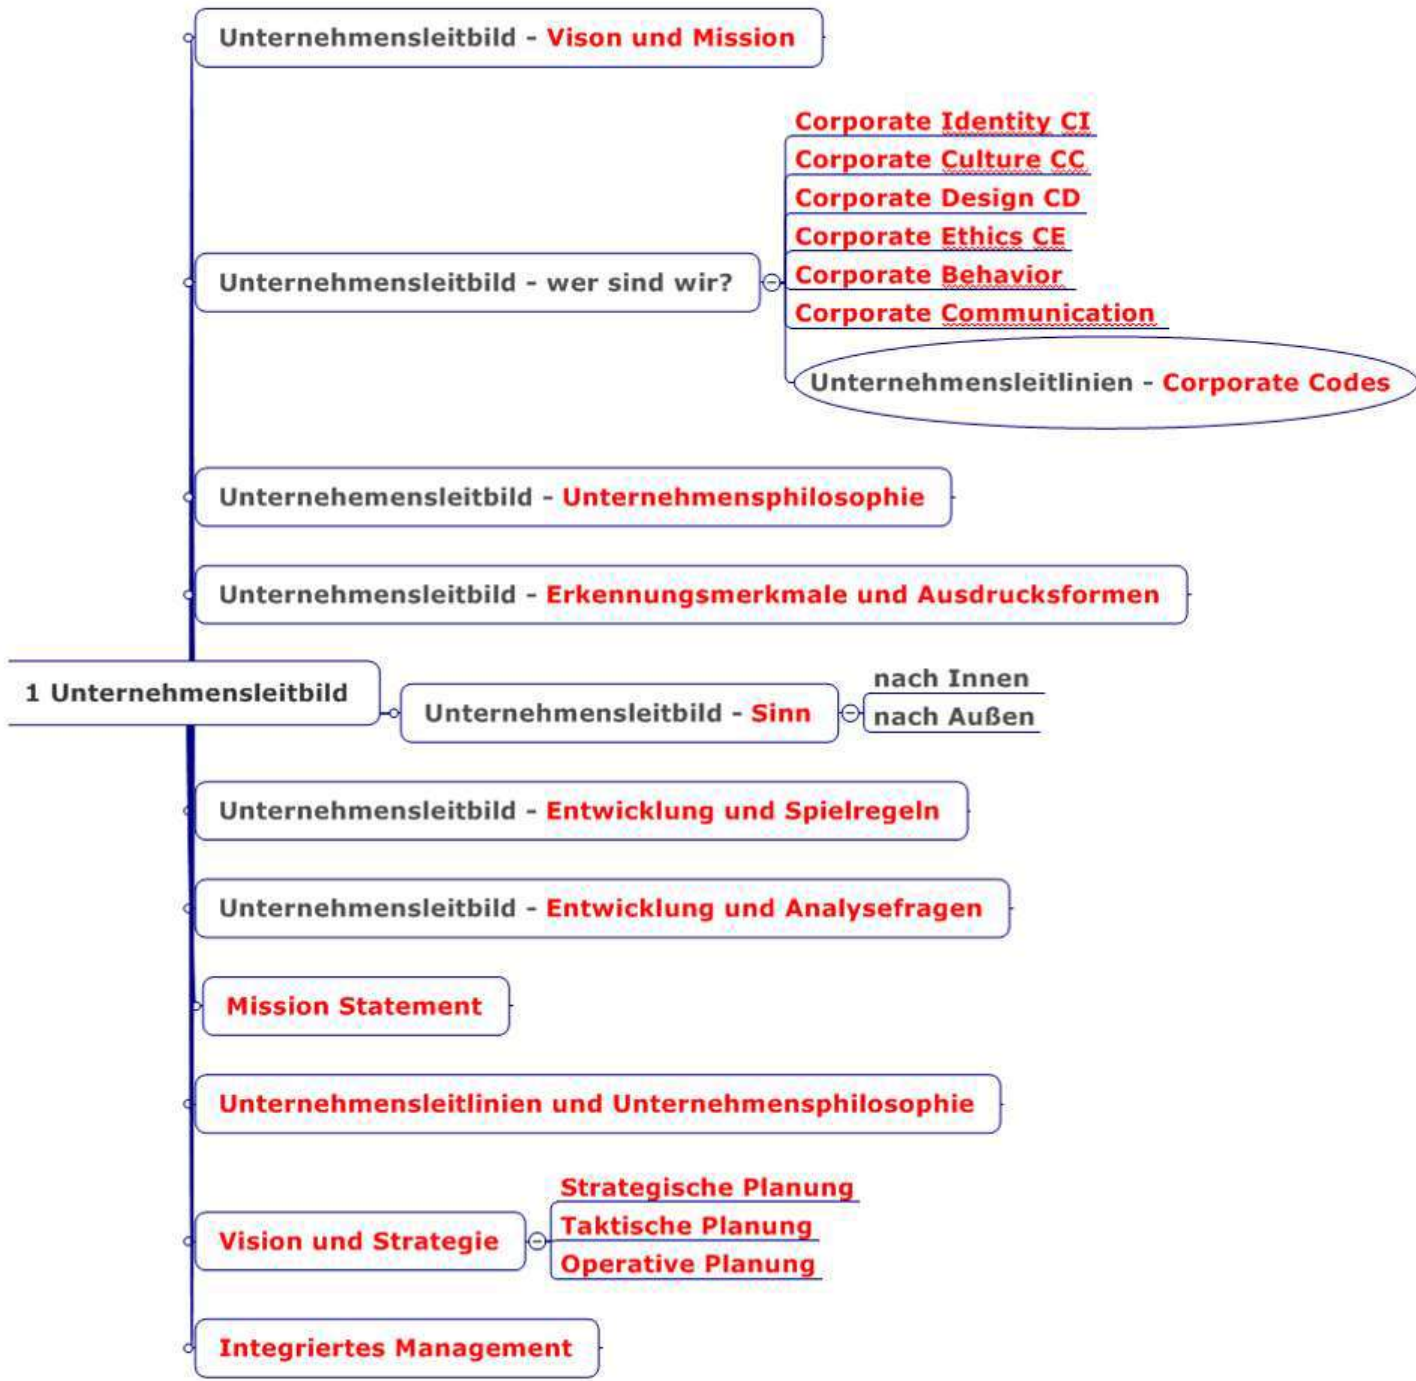 Unternehmensleitbild - Vison und Mission
Corporate Identity CI
Corporate Culture CC
Corporate Design CD
Corporate Ethics CE
Unternehmensleitbild - wer sind wir?
Corporate Behavior
Corporate Communication
Unternehmensleitlinien - Corporate Codes
Unternehemensleitbild - Unternehmensphilosophie
Unternehmensleitbild - Erkennungsmerkmale und Ausdrucksformen
1 Unternehmensleitbild
Unternehmensleitbild - Sinn
nach Innen
nach Außen
Unternehmensleitbild - Entwicklung und Spielregeln
Unternehmensleitbild - Entwicklung und Analysefragen
Mission Statement
Unternehmensleitlinien und Unternehmensphilosophie
Vision und Strategie
Strategische Planung
Taktische Planung
Operative Planung
Integriertes Management